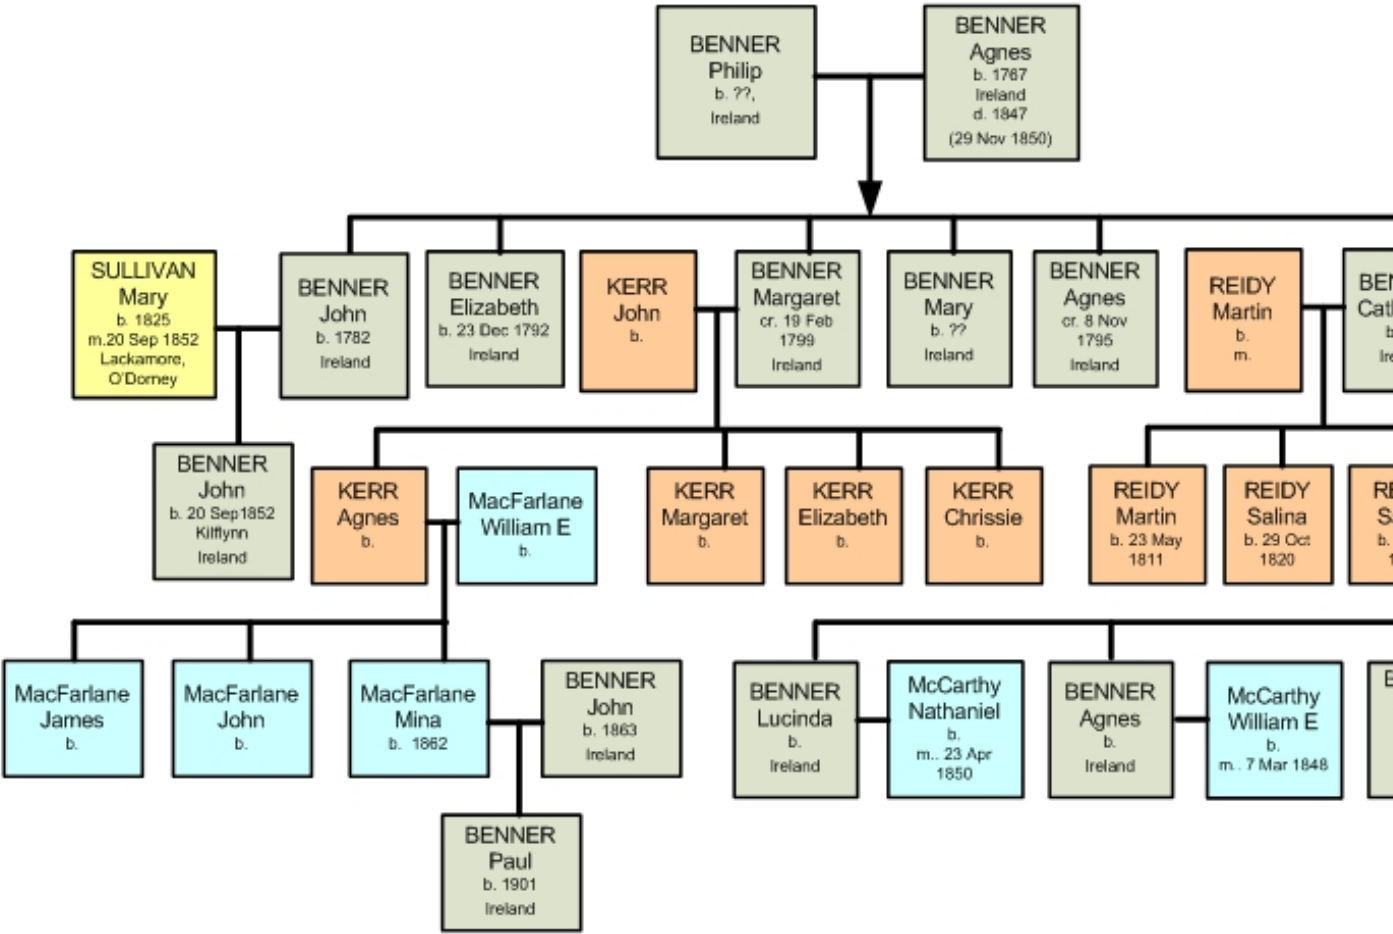 BENNER
Philip
b. ??,
Ireland
BENNER
Agnes
b. 1767
Ireland
d. 1847
(29 Nov 1850)
SULLIVAN
Mary
b. 1825
m.20 Sep 1852
Lackamore,
O'Dorney
BENNER
John
b. 1782
Ireland
BENNER
Elizabeth
b. 23 Dec 1792
Ireland
KERR
John
b.
BENNER
Margaret
cr. 19 Feb
1799
Ireland
BENNER
Mary
b. ??
Ireland
BENNER
Agnes
cr. 8 Nov
1795
Ireland
REIDY
Martin
b.
m.
BEN
Cat
b
Ire
BENNER
John
b. 20 Sep1852
Kilflynn
Ireland
KERR
Agnes
b.
MacFarlane
William E
b.
KERR
Margaret
b.
KERR
Elizabeth
b.
KERR
Chrissie
b.
REIDY
Martin
b. 23 May
1811
REIDY
Salina
b. 29 Oct
1820
RE
S
b.
1
MacFarlane
James
b.
MacFarlane
John
b.
MacFarlane
Mina
b. 1862
BENNER
John
b. 1863
Ireland
BENNER
Lucinda
b.
Ireland
McCarthy
Nathaniel
b.
m.. 23 Apr
1850
BENNER
Agnes
b.
Ireland
McCarthy
William E
b.
m.. 7 Mar 1848
BENNER
Paul
b. 1901
Ireland